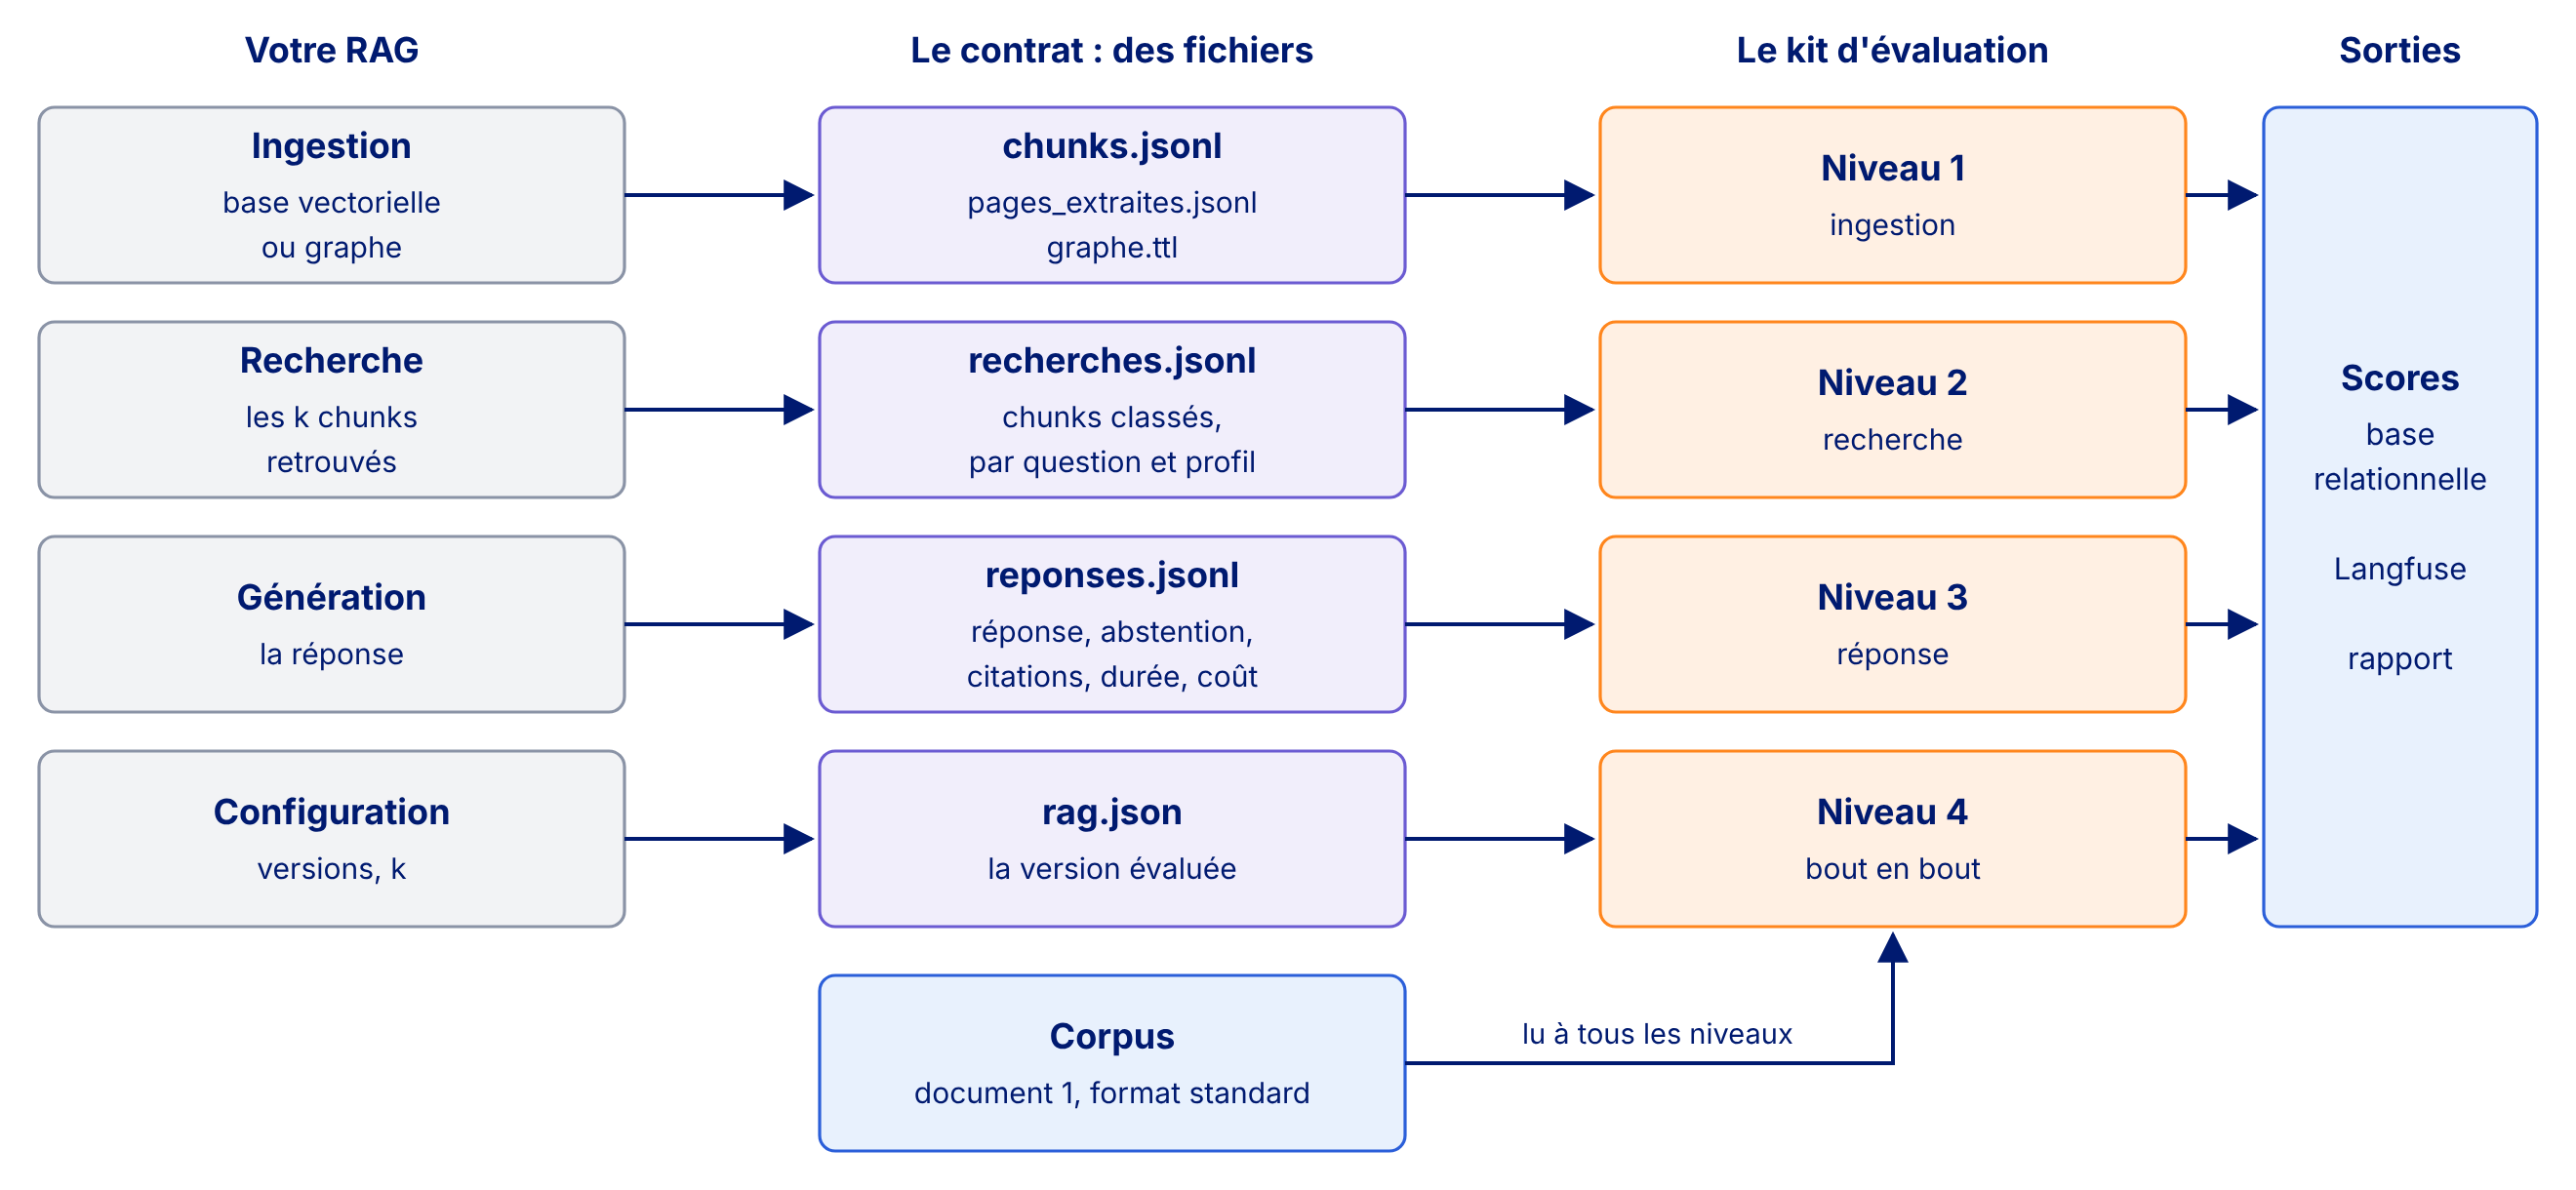 Votre RAG
Le contrat : des fichiers
Le kit d'évaluation
Sorties
Ingestion
base vectorielle
ou graphe
chunks.jsonl
pages_extraites.jsonl
graphe.ttl
Niveau 1
ingestion
Recherche
les k chunks
retrouvés
recherches.jsonl
chunks classés,
par question et profil
Niveau 2
recherche
Génération
la réponse
reponses.jsonl
réponse, abstention,
citations, durée, coût
Niveau 3
réponse
Configuration
versions, k
rag.json
la version évaluée
Niveau 4
bout en bout
Scores
base
relationnelle
Langfuse
rapport
Corpus
document 1, format standard
lu à tous les niveaux